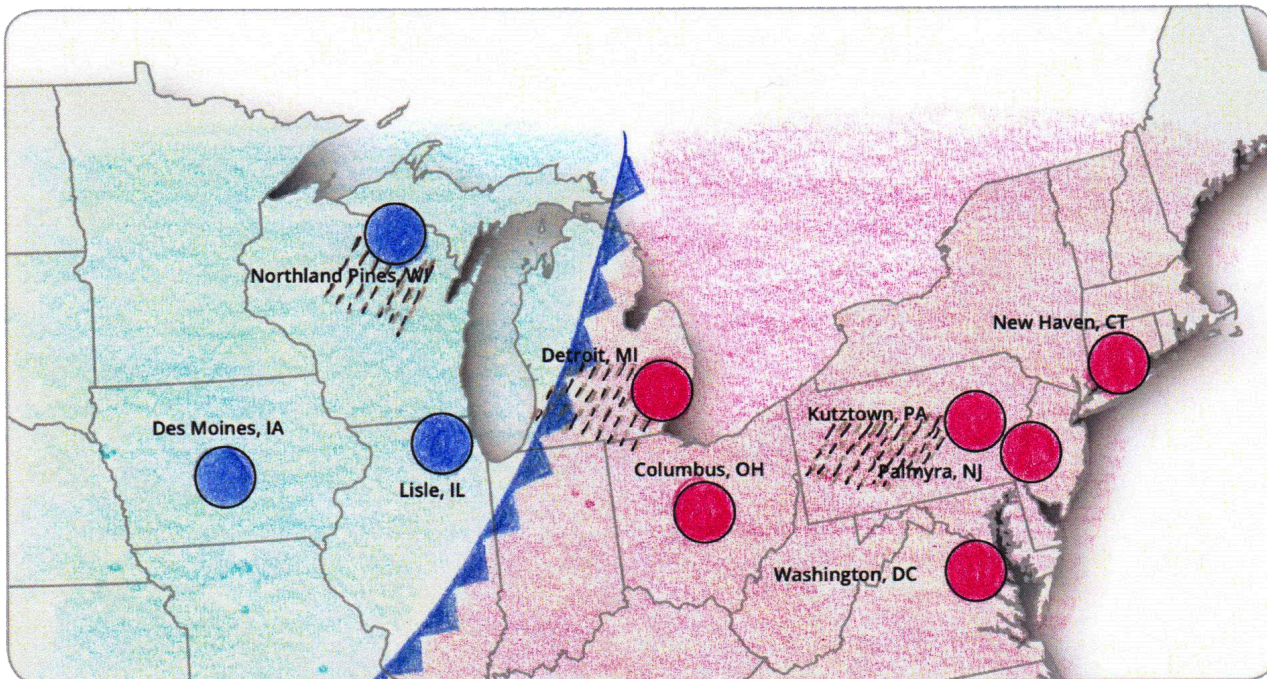 Northland Pines, WI
New Haven, CT
Detroit, MI
Kutztown, PA
Des Moines, IA
Columbus, OH
Palmyra, NJ
Lisle, IL
Washington, DC